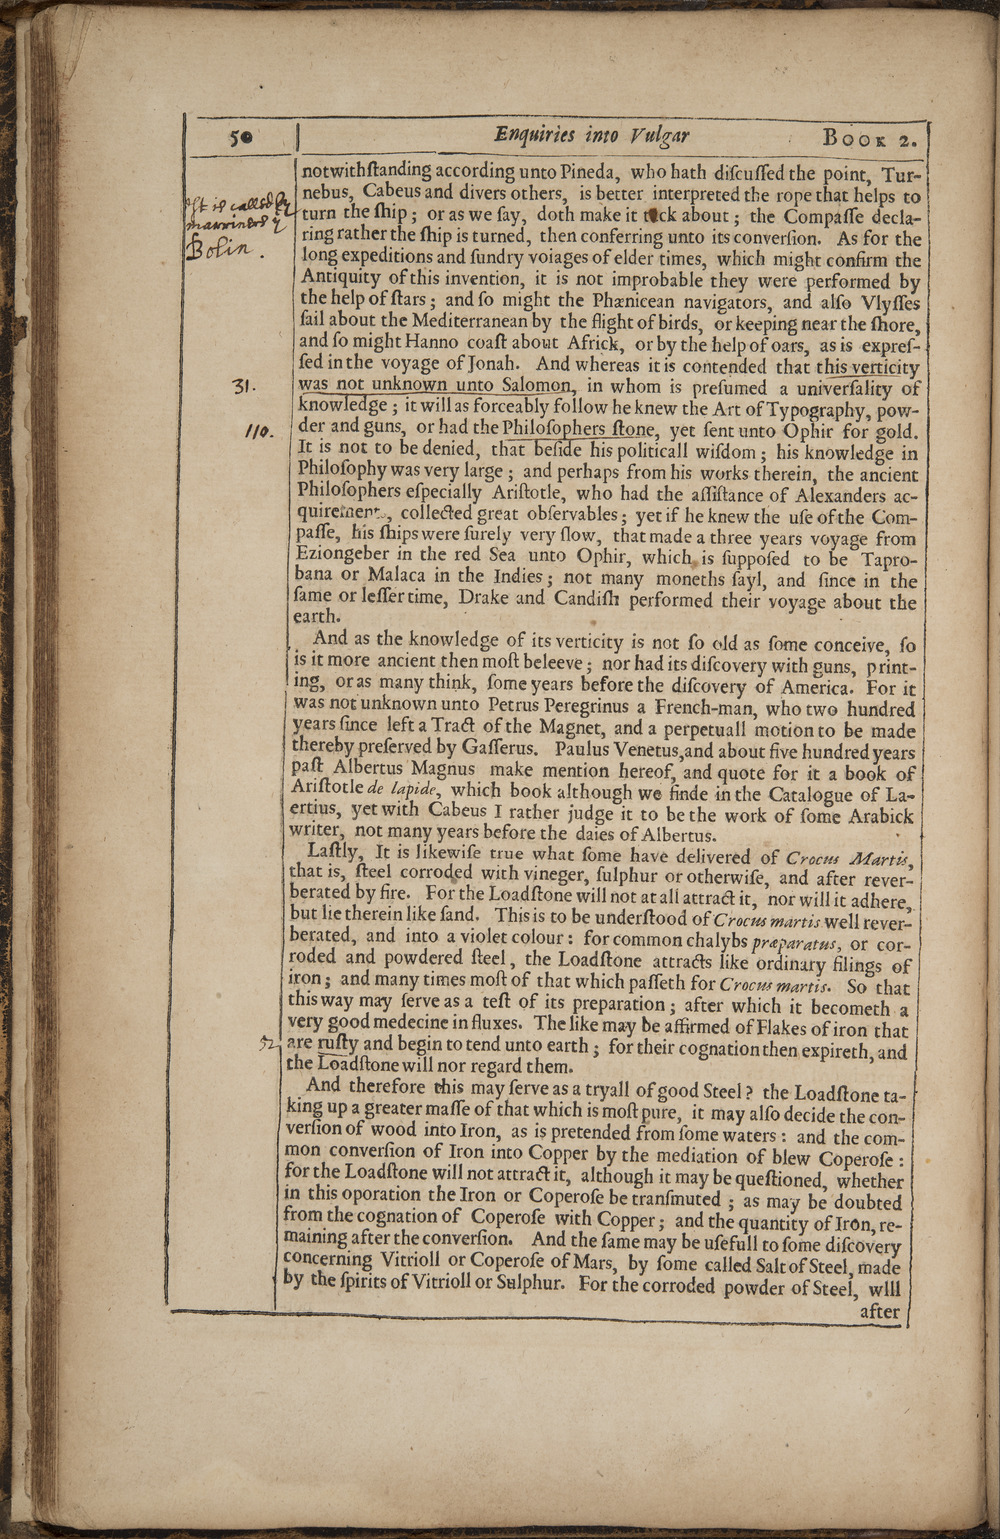 50 Enquiries into Vulgar BOOK 2.
notwithſtanding according unto Pineda, who hath diſcuſſed the point, Tur-
nebus, Cabeus and divers others, is better interpreted the rope that helps to
It is called by
marriners y
Bolin.
turn the ſhip; or as we ſay, doth make it tack about; the Compaſſe decla-
ring rather the ſhip is turned, then conferring unto its converſion. As for the
long expeditions and ſundry voiages of elder times, which might confirm the
Antiquity of this invention, it is not improbable they were performed by
the help of ſtars; and ſo might the Phænicean navigators, and alſo Vlyſſes
ſail about the Mediterranean by the flight of birds, or keeping near the ſhore,
and ſo might Hanno coaſt about Africk, or by the help of oars, as is expreſ-
ſed in the voyage of Jonah. And whereas it is contended that this verticity
31. was not unknown unto Salomon, in whom is preſumed a univerſality of
knowledge; it will as forceably follow he knew the Art of Typography, pow-
110. der and guns, or had the Philoſophers ſtone, yet ſent unto Ophir for gold.
It is not to be denied, that beſide his politicall wiſdom; his knowledge in
Philoſophy was very large; and perhaps from his works therein, the ancient
Philoſophers eſpecially Ariſtotle, who had the aſſiſtance of Alexanders ac-
quirement, collected great obſervables; yet if he knew the uſe of the Com-
paſſe, his ſhips were ſurely very ſlow, that made a three years voyage from
Eziongeber in the red Sea unto Ophir, which is ſuppoſed to be Tapro-
bana or Malaca in the Indies; not many moneths ſayl, and ſince in the
ſame or leſſer time, Drake and Candiſh performed their voyage about the
earth.
And as the knowledge of its verticity is not ſo old as ſome conceive, ſo
is it more ancient then moſt beleeve; nor had its diſcovery with guns, print-
ing, or as many think, ſome years before the diſcovery of America. For it
was not unknown unto Petrus Peregrinus a French-man, who two hundred
years ſince left a Tract of the Magnet, and a perpetuall motion to be made
thereby preſerved by Gaſſerus. Paulus Venetus, and about five hundred years
paſt Albertus Magnus make mention hereof, and quote for it a book of
Ariſtotle de lapide, which book although we finde in the Catalogue of La-
ertius, yet with Cabeus I rather judge it to be the work of ſome Arabick
writer, not many years before the daies of Albertus.
Laſtly, It is likewiſe true what ſome have delivered of Crocus Martis,
that is, ſteel corroded with vineger, ſulphur or otherwiſe, and after rever-
berated by fire. For the Loadſtone will not at all attract it, nor will it adhere,
but lie therein like ſand. This is to be underſtood of Crocus martis well rever-
berated, and into a violet colour: for common chalybs præparatus, or cor-
roded and powdered ſteel, the Loadſtone attracts like ordinary filings of
iron; and many times moſt of that which paſſeth for Crocus martis. So that
this way may ſerve as a teſt of its preparation; after which it becometh a
very good medecine in fluxes. The like may be affirmed of Flakes of iron that
52 are ruſty and begin to tend unto earth; for their cognation then expireth, and
the Loadſtone will nor regard them.
And therefore this may ſerve as a tryall of good Steel? the Loadſtone ta-
king up a greater maſſe of that which is moſt pure, it may alſo decide the con-
verſion of wood into Iron, as is pretended from ſome waters: and the com-
mon converſion of Iron into Copper by the mediation of blew Coperoſe:
for the Loadſtone will not attract it, although it may be queſtioned, whether
in this oporation the Iron or Coperoſe be tranſmuted; as may be doubted
from the cognation of Coperoſe with Copper; and the quantity of Iron, re-
maining after the converſion. And the ſame may be uſefull to ſome diſcovery
concerning Vitrioll or Coperoſe of Mars, by ſome called Salt of Steel, made
by the ſpirits of Vitrioll or Sulphur. For the corroded powder of Steel, will
after